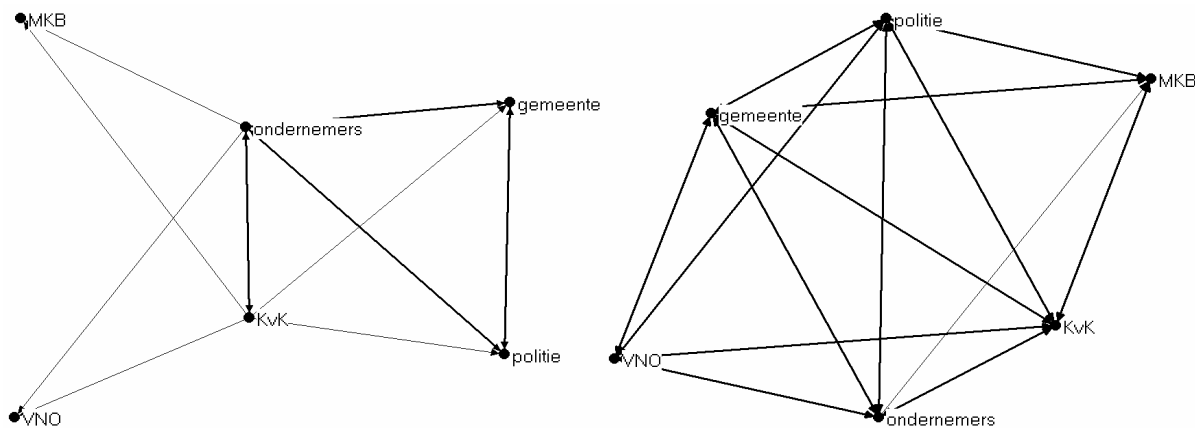 MKB
gemeente
ondernemers
KvK
politie
VNO
politie
MKB
gemeente
KvK
VNO
ondernemers